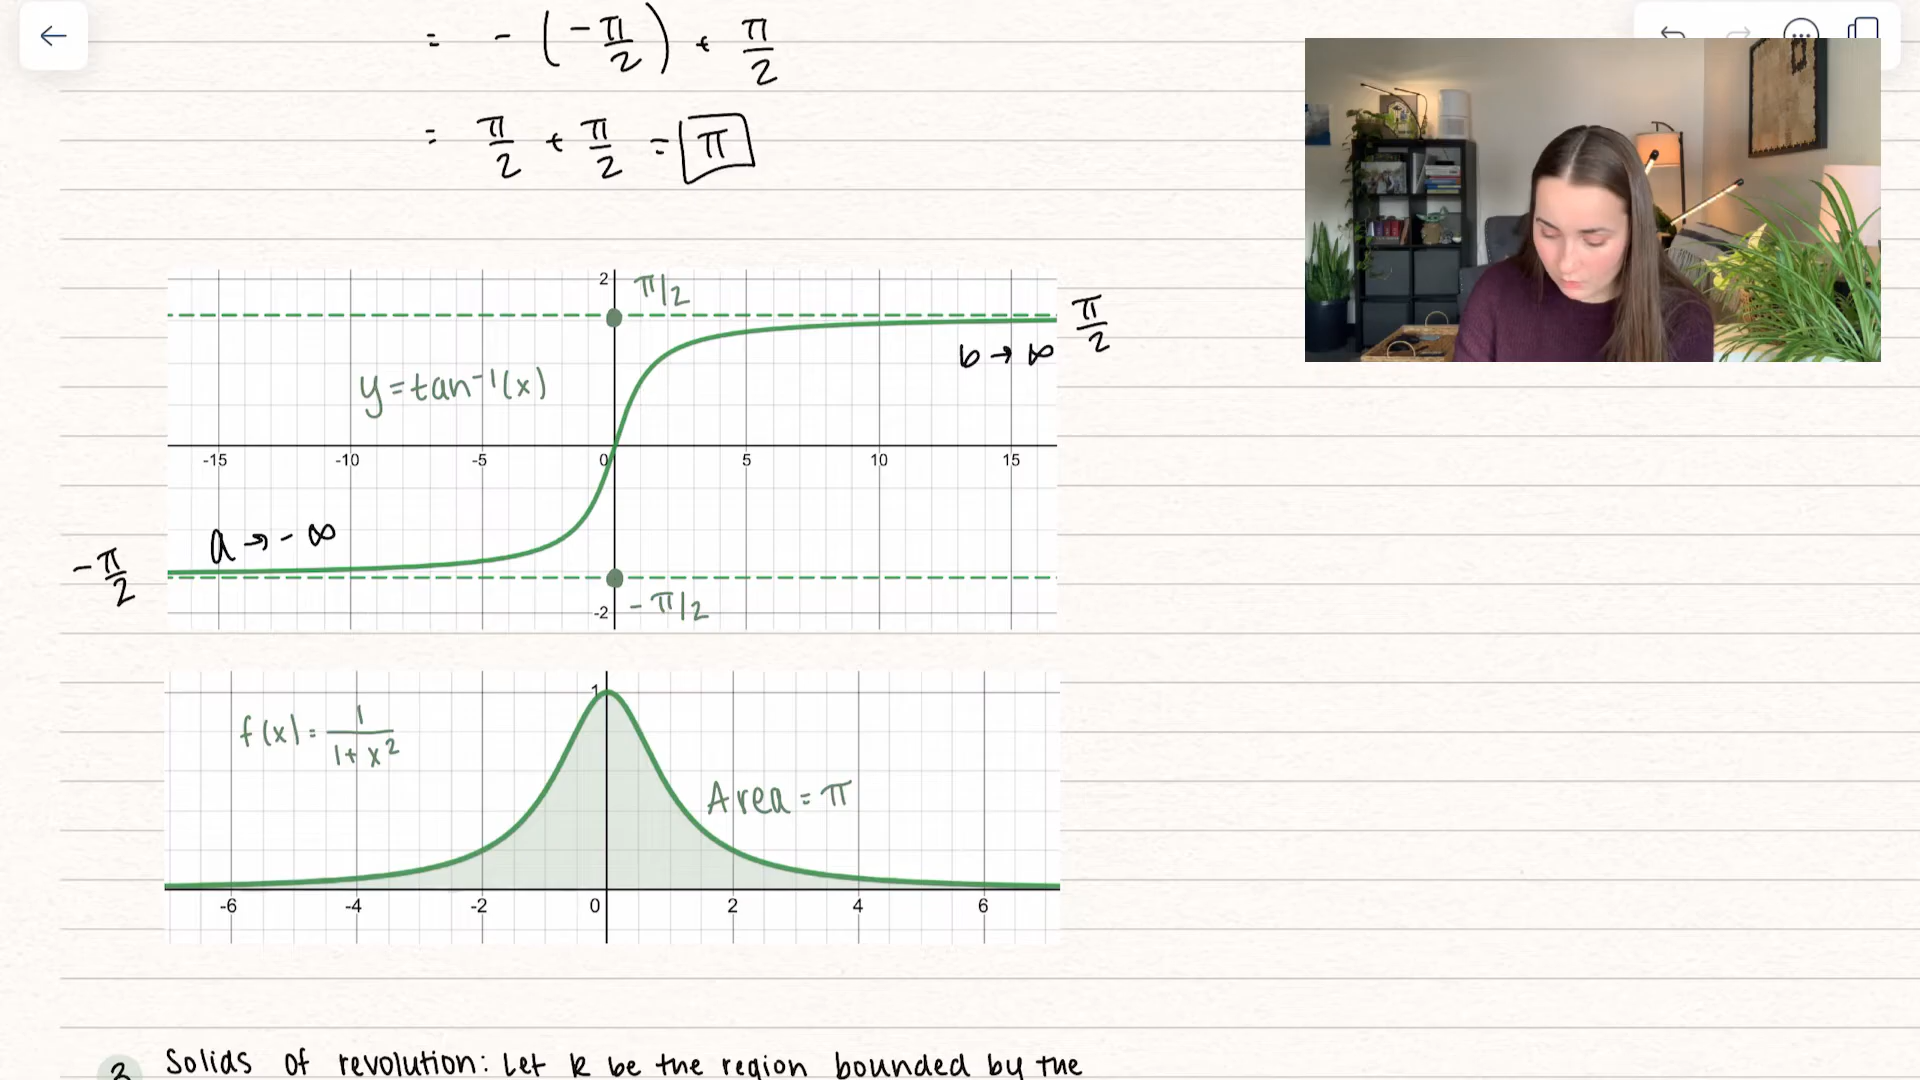 = - (-π/2) + π/2
= π/2 + π/2 = π
2
π/2
π/2
b → ∞
y = tan⁻¹(x)
-15 -10 -5 0 5 10 15
a → - ∞
-π/2
-2
- π/2
1
f(x) = 1/(1 + x²)
Area = π
-6 -4 -2 0 2 4 6
3 Solids of revolution: Let R be the region bounded by the